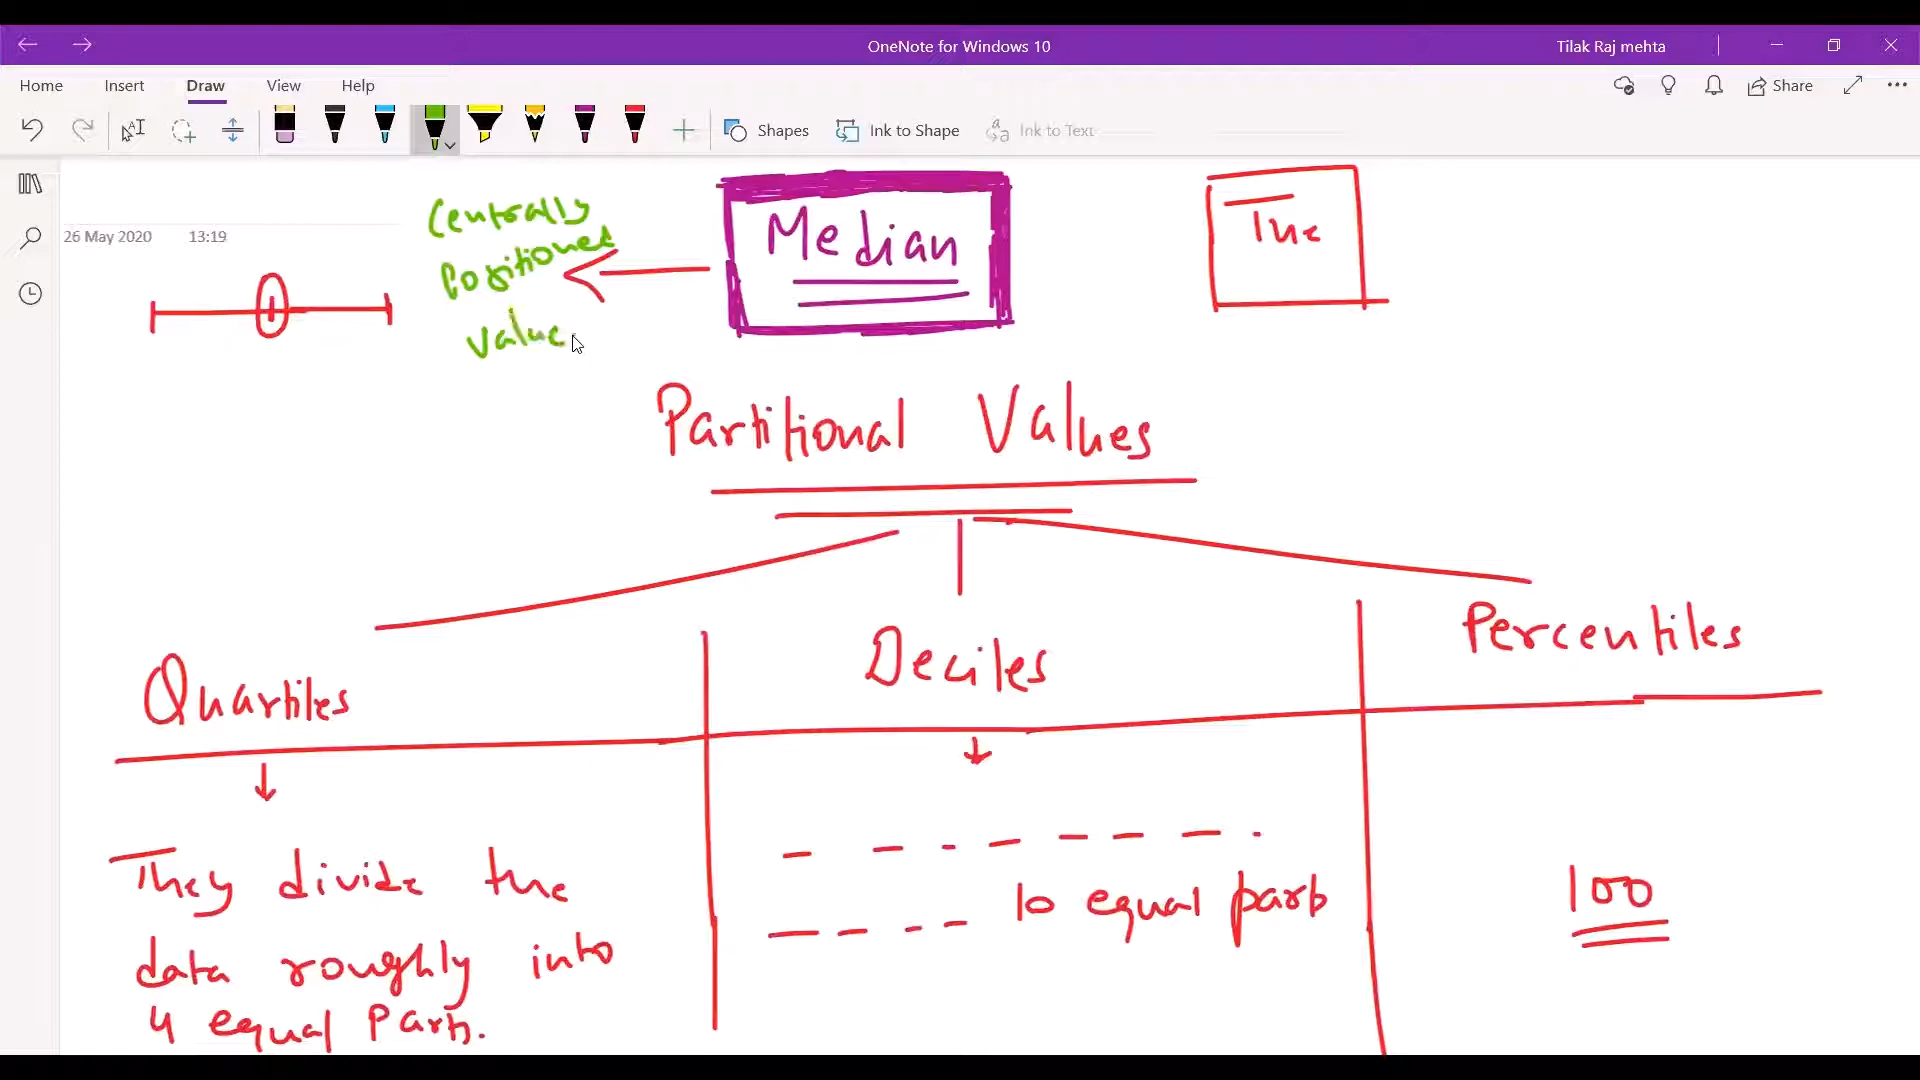 OneNote for Windows 10
Tilak Raj mehta
Home Insert Draw View Help
Share
Shapes Ink to Shape Ink to Text
26 May 2020 13:19
Centrally
Positioned
Value
Median
The
Partitional Values
Quartiles
Deciles
Percentiles
They divide the
data roughly into
4 equal Parts.
10 equal parts
100